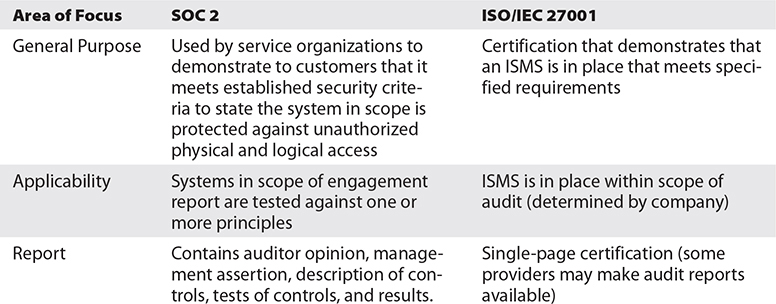 Area of Focus SOC 2 ISO/IEC 27001
General Purpose Used by service organizations to Certification that demonstrates that
demonstrate to customers that it an ISMS is in place that meets speci-
meets established security crite- fied requirements
ria to state the system in scope is
protected against unauthorized
physical and logical access
Applicability Systems in scope of engagement ISMS is in place within scope of
report are tested against one or audit (determined by company)
more principles
Report Contains auditor opinion, manage- Single-page certification (some
ment assertion, description of con- providers may make audit reports
trols, tests of controls, and results. available)